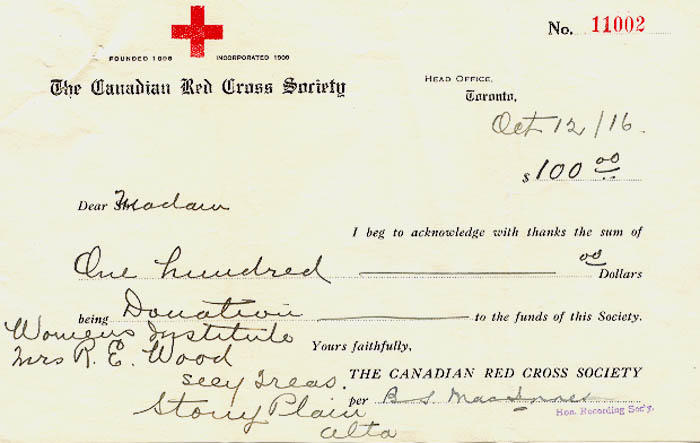 No. 11002
FOUNDED 1896 INCORPORATED 1909
The Canadian Red Cross Society
HEAD OFFICE,
Toronto,
Oct 12/16.
$ 100 00
Dear Madam
I beg to acknowledge with thanks the sum of
One hundred 00 Dollars
being Donation to the funds of this Society.
Womens Institute
Yours faithfully,
Mrs R. E. Wood
Secy Treas.
THE CANADIAN RED CROSS SOCIETY
Stony Plain
per B.S. MacInnes
Hon. Recording Sec'y.
Alta